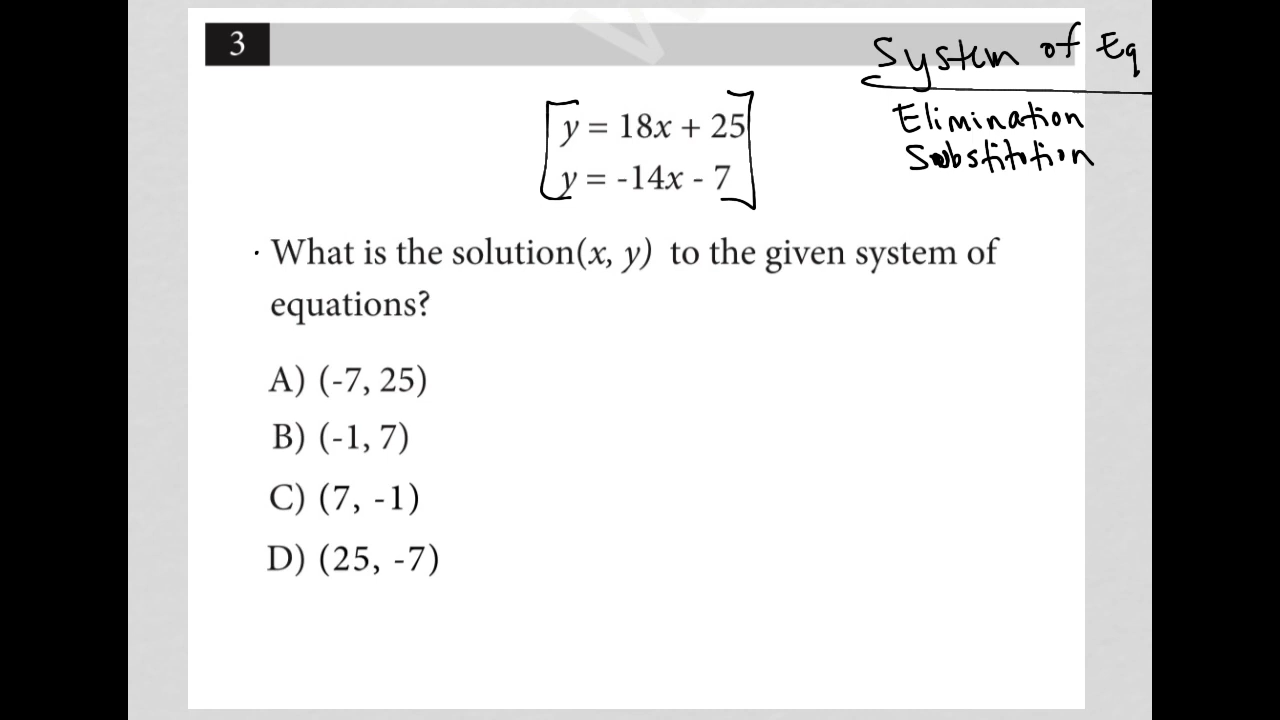 3
System of Eq
y = 18x + 25
Elimination
y = -14x - 7
Substitution
· What is the solution(x, y) to the given system of
equations?
A) (-7, 25)
B) (-1, 7)
C) (7, -1)
D) (25, -7)